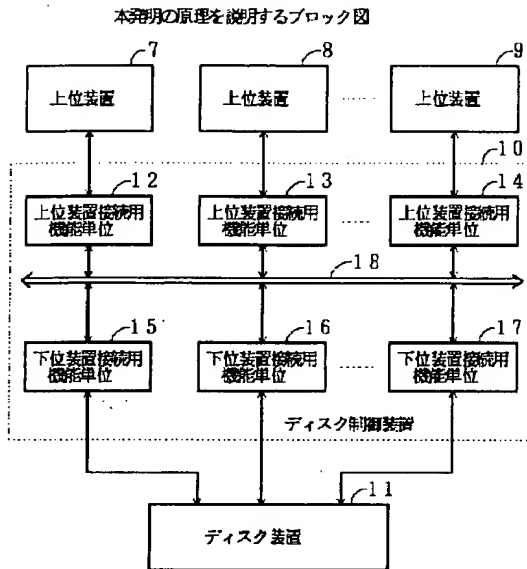 本発明の原理を説明するブロック図
7 8 9
上位装置 上位装置 上位装置
10
12 13 14
上位装置接続用 上位装置接続用 上位装置接続用
機能単位 機能単位 機能単位
18
15 16 17
下位装置接続用 下位装置接続用 下位装置接続用
機能単位 機能単位 機能単位
ディスク制御装置
11
ディスク装置